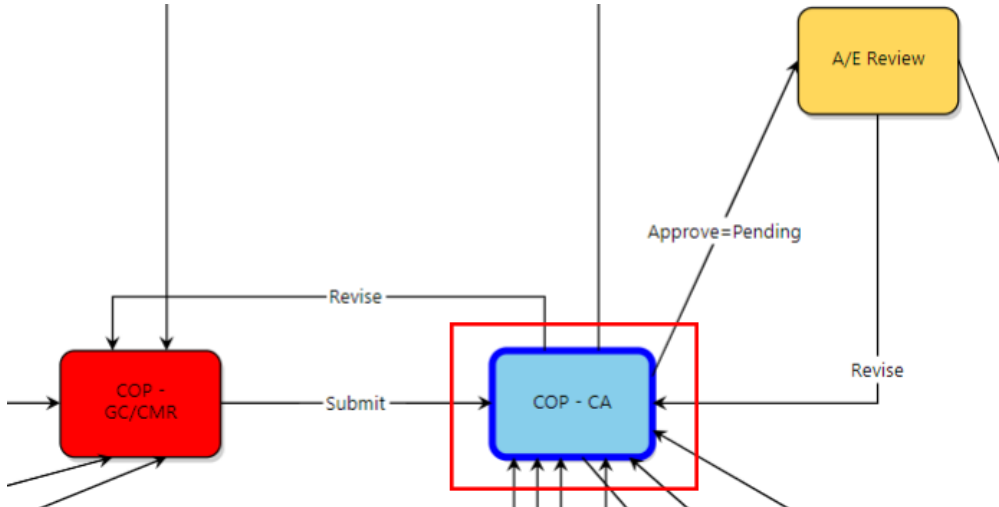 A/E Review
Approve=Pending
Revise
Revise
COP -
GC/CMR
Submit
COP - CA